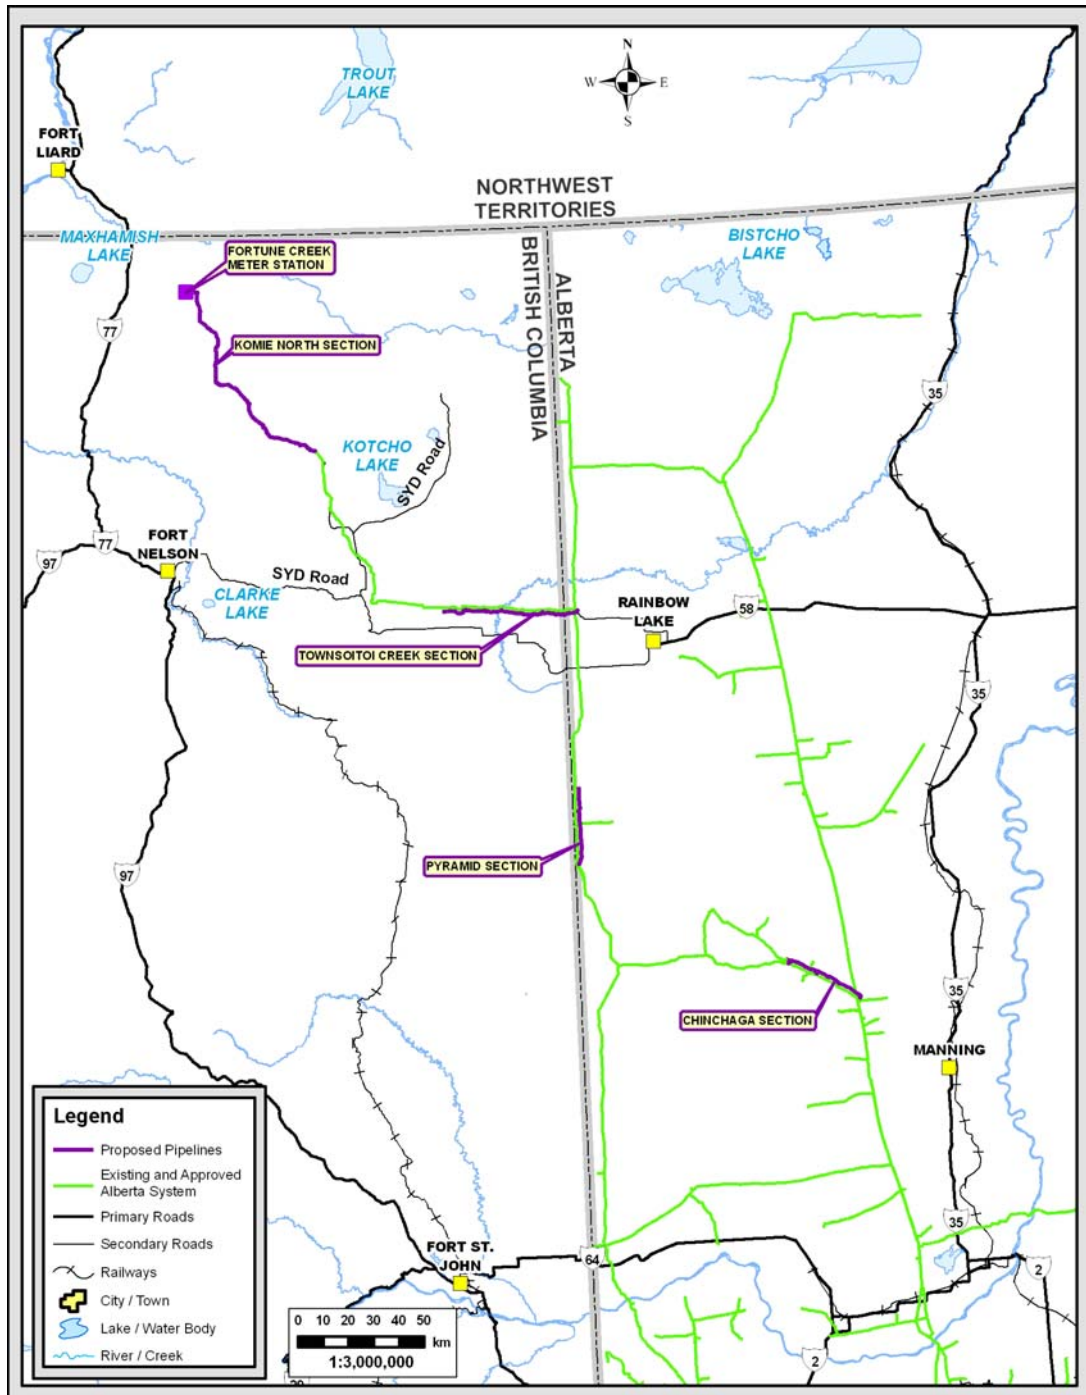 N
W
E
S
TROUT
LAKE
FORT
LIARD
NORTHWEST
TERRITORIES
MAXHAMISH
LAKE
BISTCHO
LAKE
FORTUNE CREEK
METER STATION
BRITISH COLUMBIA
ALBERTA
77
KOMIE NORTH SECTION
35
KOTCHO
LAKE
SYD Road
FORT
NELSON
77
97
SYD Road
CLARKE
LAKE
RAINBOW
LAKE
58
TOWNSOITOI CREEK SECTION
35
PYRAMID SECTION
97
35
CHINCHAGA SECTION
MANNING
Legend
Proposed Pipelines
Existing and Approved
Alberta System
Primary Roads
Secondary Roads
Railways
City / Town
Lake / Water Body
River / Creek
35
FORT ST.
JOHN
64
2
0 10 20 30 40 50
km
1:3,000,000
2